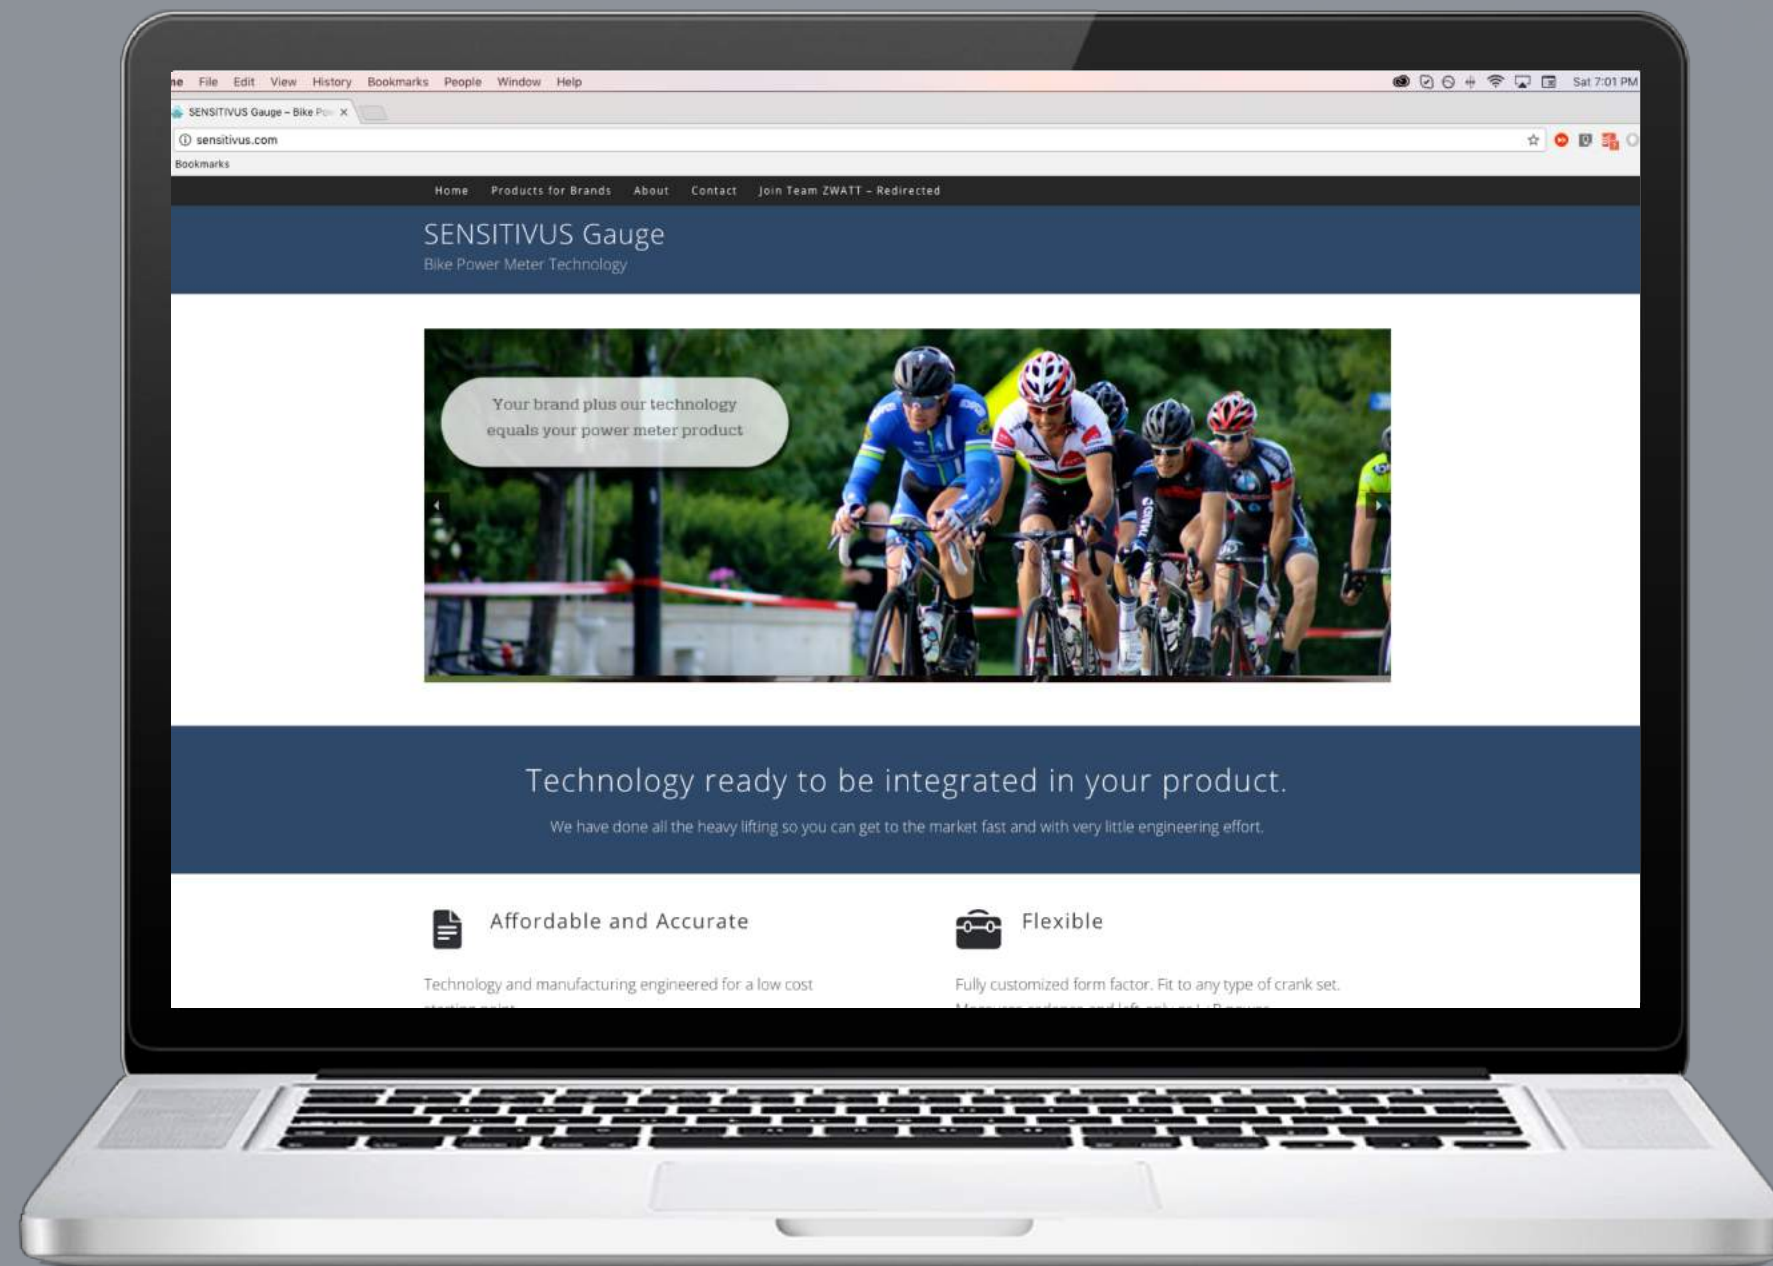 File Edit View History Bookmarks People Window Help
Sat 7:01 PM
SENSITIVUS Gauge – Bike
sensitivus.com
Bookmarks
Home Products for Brands About Contact Join Team ZWATT – Redirected
SENSITIVUS Gauge
Bike Power Meter Technology
Your brand plus our technology
equals your power meter product
Technology ready to be integrated in your product.
We have done all the heavy lifting so you can get to the market fast and with very little engineering effort.
Affordable and Accurate
Flexible
Technology and manufacturing engineered for a low cost
Fully customized form factor. Fit to any type of crank set.